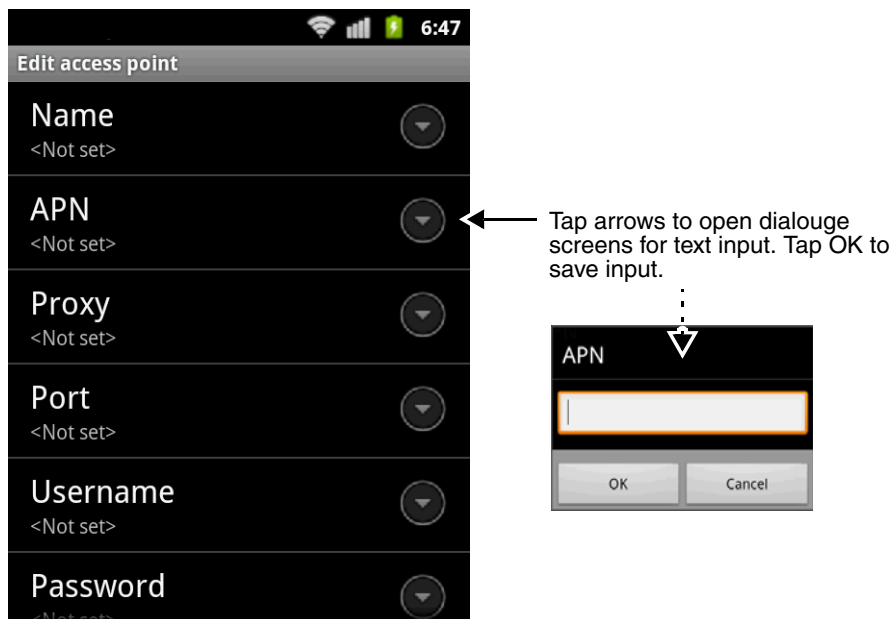 6:47
Edit access point
Name
<Not set>
APN
<Not set>
Proxy
<Not set>
Port
<Not set>
Username
<Not set>
Password
<Not set>
Tap arrows to open dialouge
screens for text input. Tap OK to
save input.
APN
OK Cancel